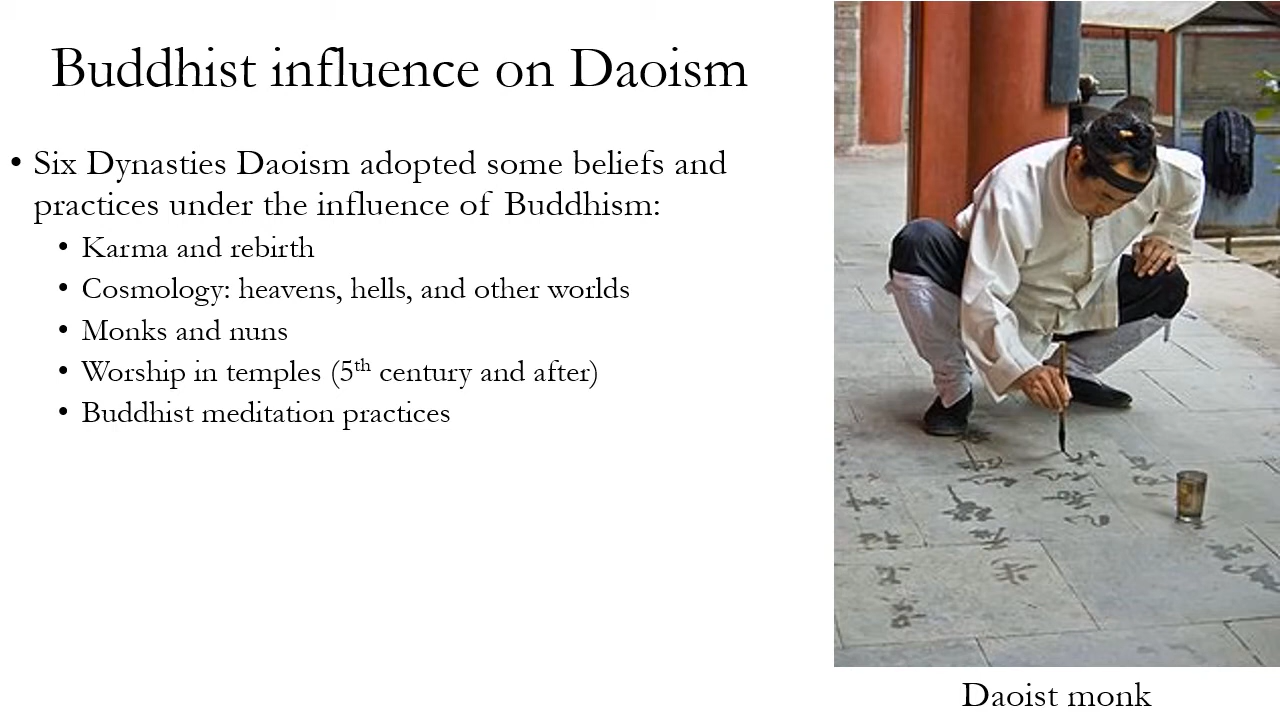 Buddhist influence on Daoism
• Six Dynasties Daoism adopted some beliefs and
practices under the influence of Buddhism:
• Karma and rebirth
• Cosmology: heavens, hells, and other worlds
• Monks and nuns
• Worship in temples (5th century and after)
• Buddhist meditation practices
Daoist monk